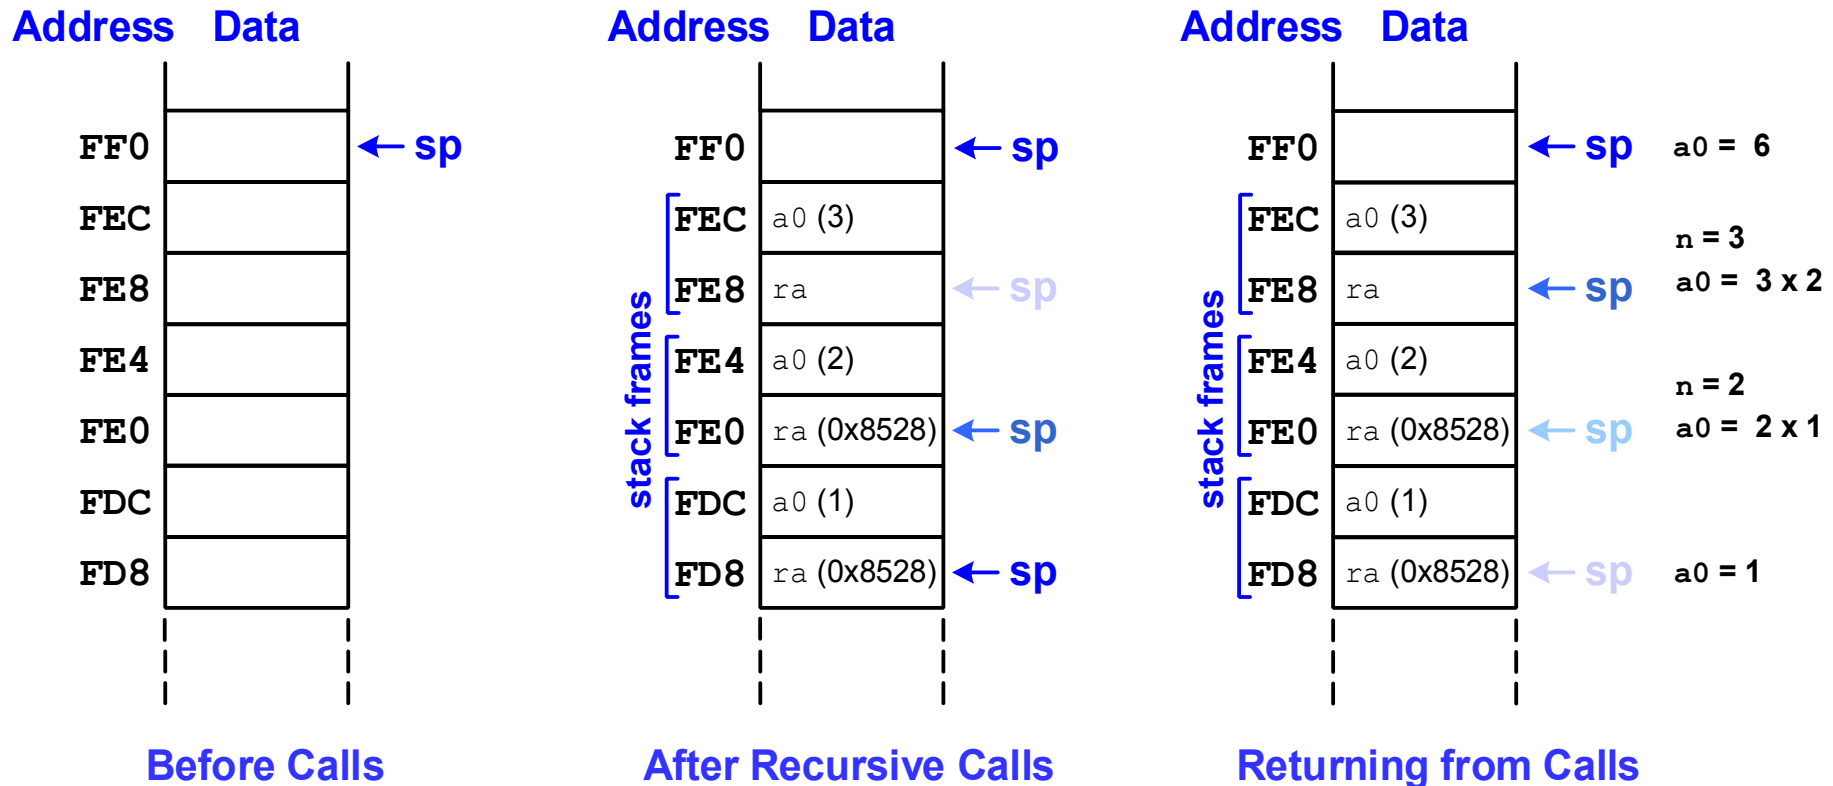 Address Data
FF0 sp
FEC
FE8
FE4
FE0
FDC
FD8
Before Calls
Address Data
FF0 sp
FEC a0 (3)
FE8 ra sp
FE4 a0 (2)
FE0 ra (0x8528) sp
FDC a0 (1)
FD8 ra (0x8528) sp
stack frames
After Recursive Calls
Address Data
FF0 sp a0 = 6
FEC a0 (3)
n = 3
FE8 ra sp a0 = 3 x 2
FE4 a0 (2)
n = 2
FE0 ra (0x8528) sp a0 = 2 x 1
FDC a0 (1)
FD8 ra (0x8528) sp a0 = 1
stack frames
Returning from Calls